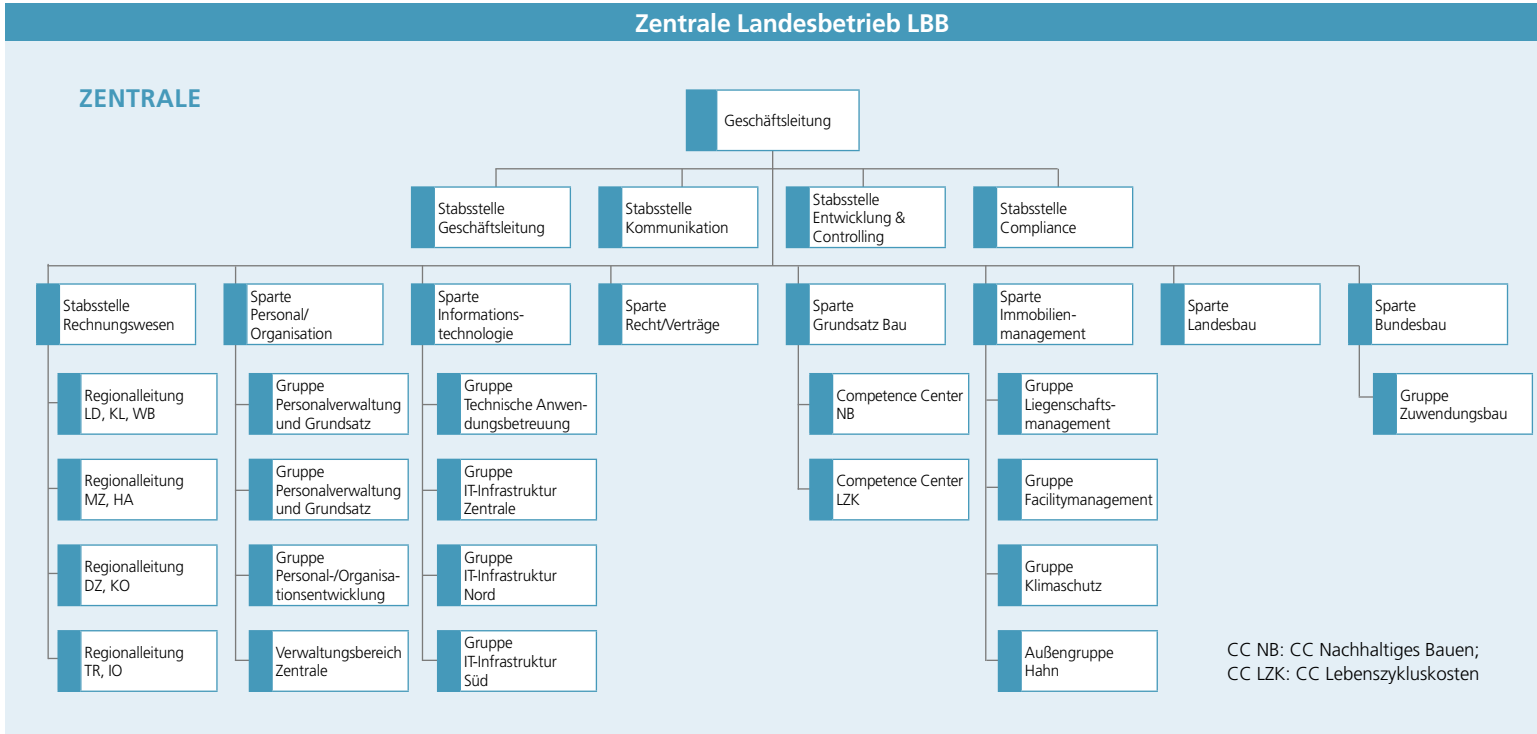 Zentrale Landesbetrieb LBB
ZENTRALE
Geschäftsleitung
Stabsstelle
Geschäftsleitung
Stabsstelle
Kommunikation
Stabsstelle
Entwicklung &
Controlling
Stabsstelle
Compliance
Stabsstelle
Rechnungswesen
Sparte
Personal/
Organisation
Sparte
Informations-
technologie
Sparte
Recht/Verträge
Sparte
Grundsatz Bau
Sparte
Immobilien-
management
Sparte
Landesbau
Sparte
Bundesbau
Regionalleitung
LD, KL, WB
Gruppe
Personalverwaltung
und Grundsatz
Gruppe
Technische Anwen-
dungsbetreuung
Competence Center
NB
Gruppe
Liegenschafts-
management
Gruppe
Zuwendungsbau
Regionalleitung
MZ, HA
Gruppe
Personalverwaltung
und Grundsatz
Gruppe
IT-Infrastruktur
Zentrale
Competence Center
LZK
Gruppe
Facilitymanagement
Regionalleitung
DZ, KO
Gruppe
Personal-/Organisa-
tionsentwicklung
Gruppe
IT-Infrastruktur
Nord
Gruppe
Klimaschutz
Regionalleitung
TR, IO
Verwaltungsbereich
Zentrale
Gruppe
IT-Infrastruktur
Süd
Außengruppe
Hahn
CC NB: CC Nachhaltiges Bauen;
CC LZK: CC Lebenszykluskosten